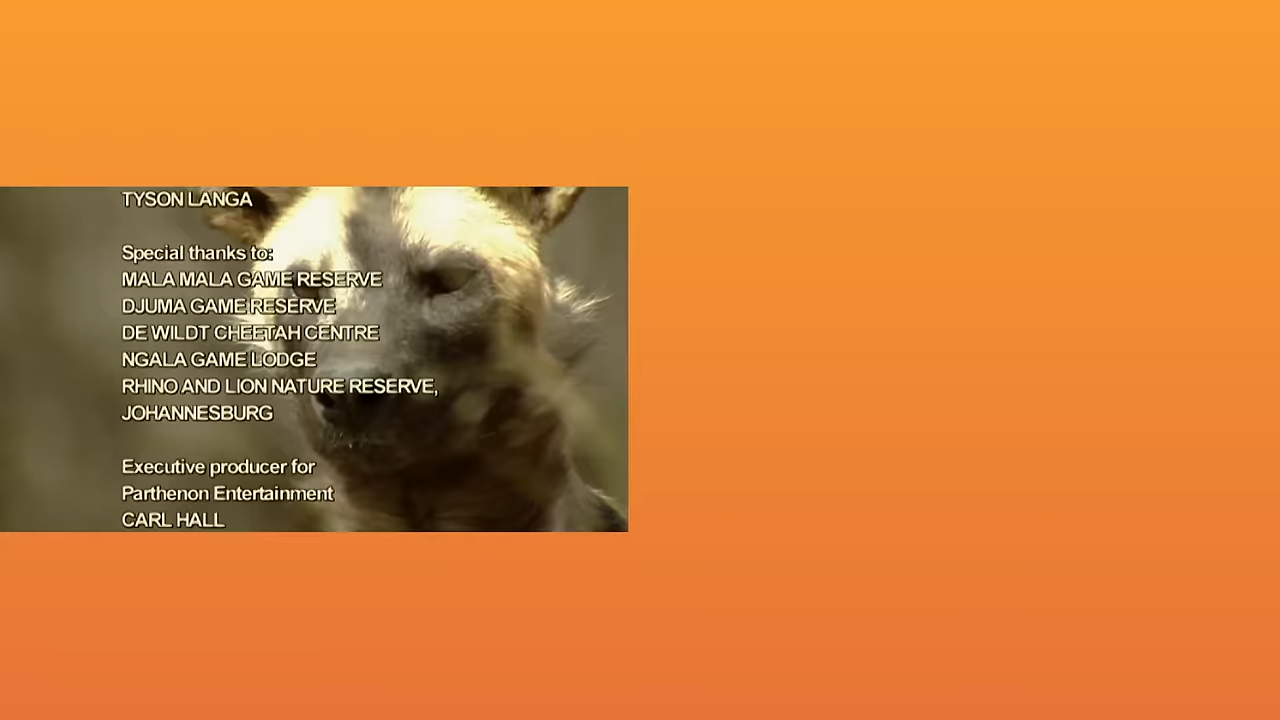 TYSON LANGA
Special thanks to:
MALA MALA GAME RESERVE
DJUMA GAME RESERVE
DE WILDT CHEETAH CENTRE
NGALA GAME LODGE
RHINO AND LION NATURE RESERVE,
JOHANNESBURG
Executive producer for
Parthenon Entertainment
CARL HALL